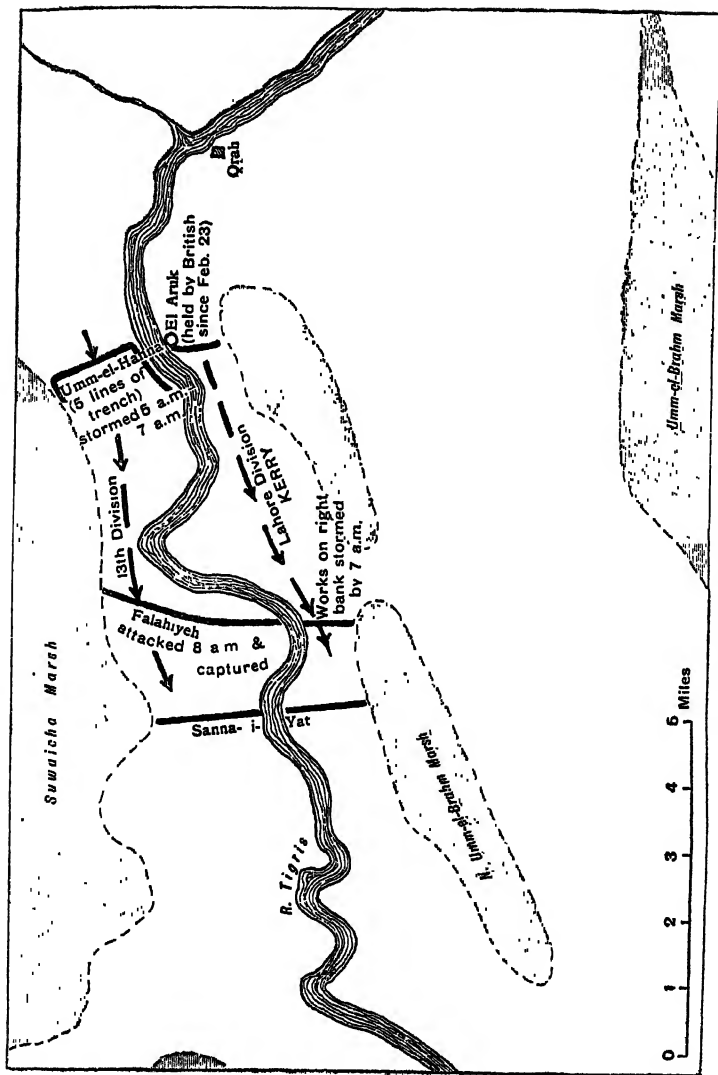 Suwaicha Marsh
Umm-el-Hanna
(5 lines of
trench)
stormed 5 a.m.
7 a.m.
13th Division
El Aruk
(held by British
since Feb. 23)
Orah
Lahore Division
KERRY
Works on right
bank stormed
by 7 a.m.
Falahiyeh
attacked 8 a m &
captured
Sanna-i-Yat
R. Tigris
N. Umm-el-Brahm Marsh
Umm-el-Brahm Marsh
0 1 2 3 4 5 Miles